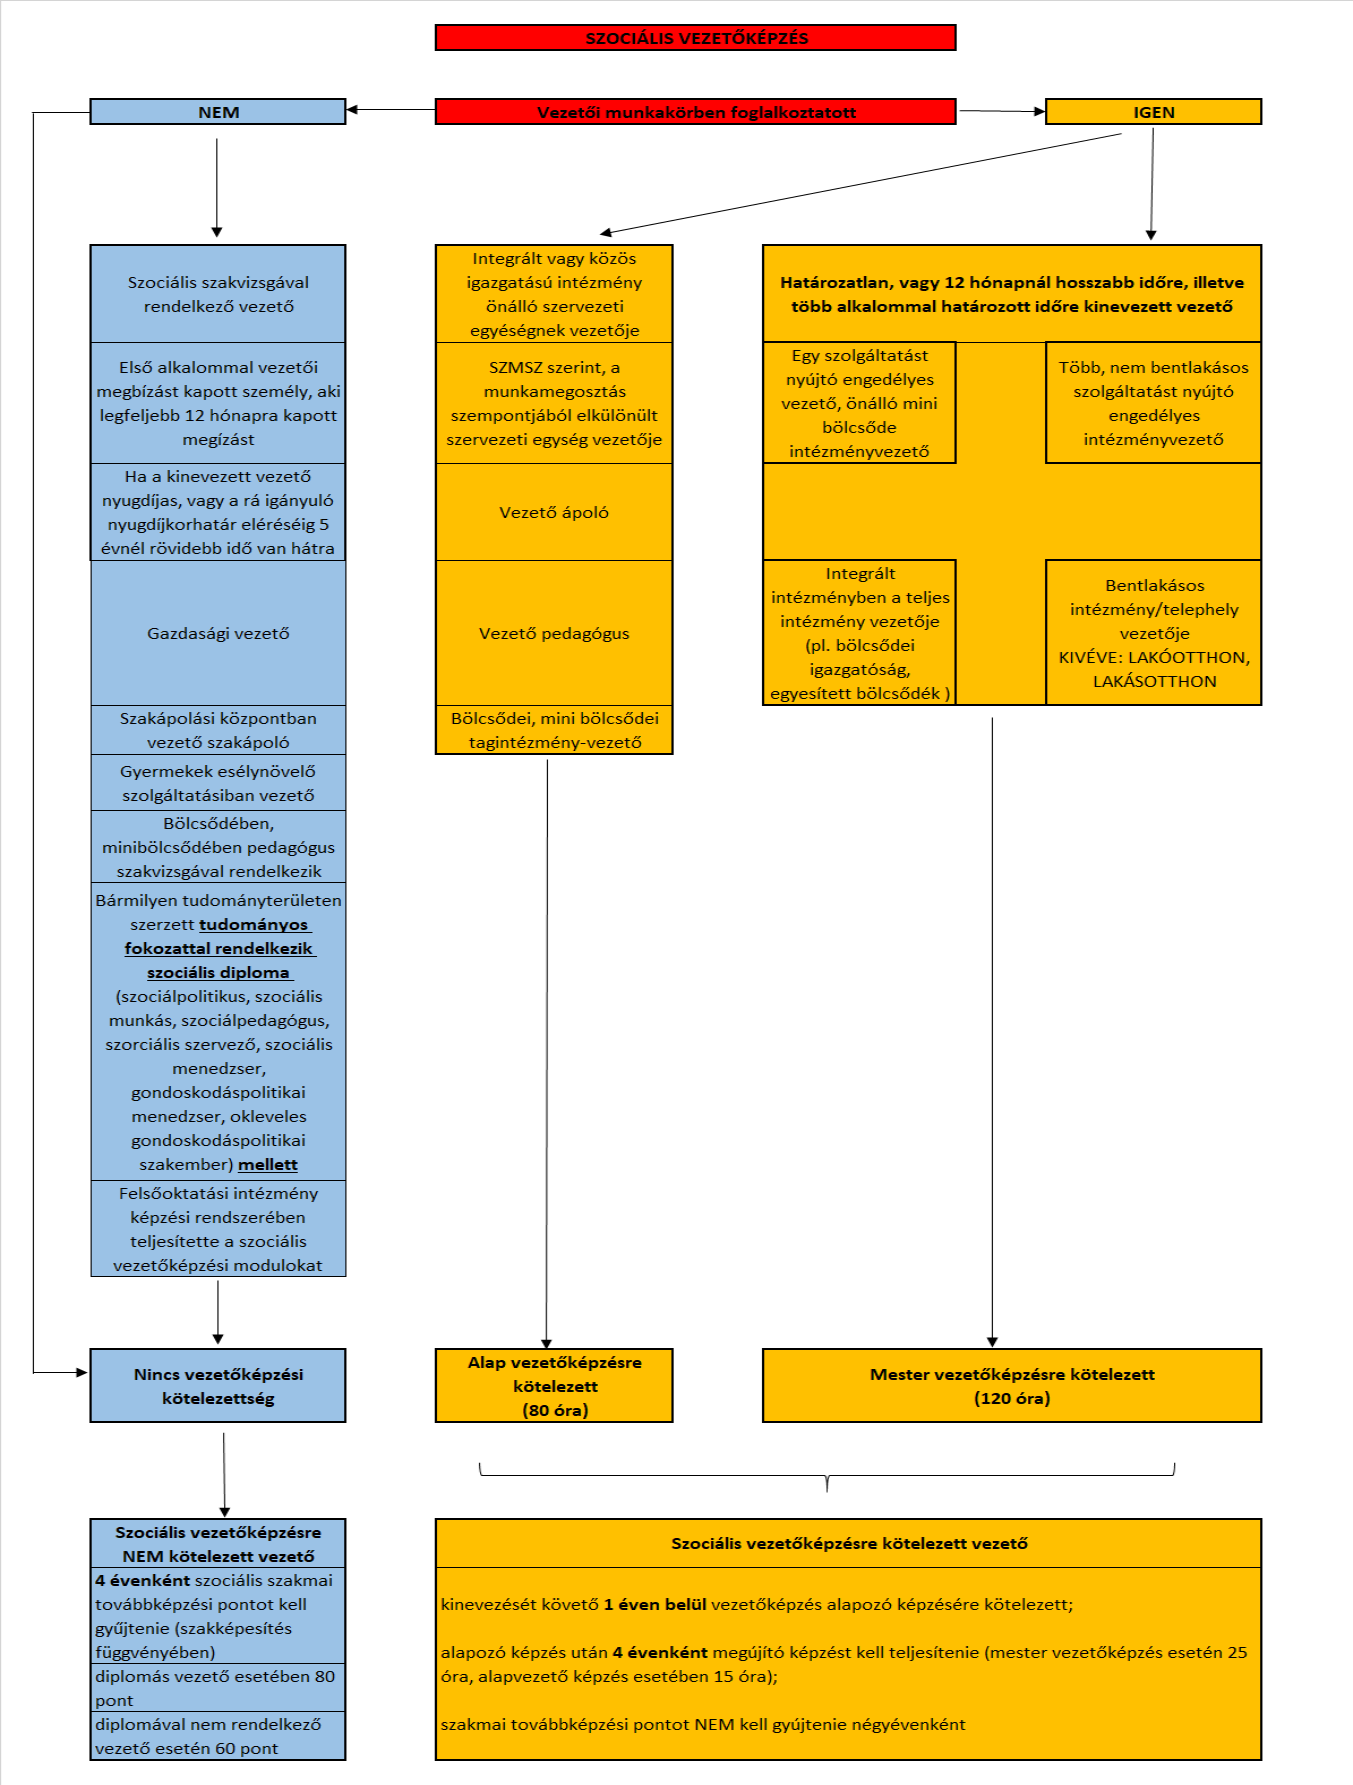 SZOCIÁLIS VEZETŐKÉPZÉS
NEM
Vezetői munkakörben foglalkoztatott
IGEN
Szociális szakvizsgával
rendelkező vezető
Első alkalommal vezetői
megbízást kapott személy, aki
legfeljebb 12 hónapra kapott
megízást
Ha a kinevezett vezető
nyugdíjas, vagy a rá igányuló
nyugdíjkorhatár eléréséig 5
évnél rövidebb idő van hátra
Gazdasági vezető
Szakápolási központban
vezető szakápoló
Gyermekek esélynövelő
szolgáltatásiban vezető
Bölcsődében,
minibölcsődében pedagógus
szakvizsgával rendelkezik
Bármilyen tudományterületen
szerzett tudományos
fokozattal rendelkezik
szociális diploma
(szociálpolitikus, szociális
munkás, szociálpedagógus,
szorciális szervező, szociális
menedzser,
gondoskodáspolitikai
menedzser, okleveles
gondoskodáspolitikai
szakember) mellett
Felsőoktatási intézmény
képzési rendszerében
teljesítette a szociális
vezetőképzési modulokat
Integrált vagy közös
igazgatású intézmény
önálló szervezeti
egyéségnek vezetője
SZMSZ szerint, a
munkamegosztás
szempontjából elkülönült
szervezeti egység vezetője
Vezető ápoló
Vezető pedagógus
Bölcsődei, mini bölcsődei
tagintézmény-vezető
Határozatlan, vagy 12 hónapnál hosszabb időre, illetve
több alkalommal határozott időre kinevezett vezető
Egy szolgáltatást
nyújtó engedélyes
vezető, önálló mini
bölcsőde
intézményvezető
Több, nem bentlakásos
szolgáltatást nyújtó
engedélyes
intézményvezető
Integrált
intézményben a teljes
intézmény vezetője
(pl. bölcsődei
igazgatóság,
egyesített bölcsődék )
Bentlakásos
intézmény/telephely
vezetője
KIVÉVE: LAKÓOTTHON,
LAKÁSOTTHON
Nincs vezetőképzési
kötelezettség
Alap vezetőképzésre
kötelezett
(80 óra)
Mester vezetőképzésre kötelezett
(120 óra)
Szociális vezetőképzésre
NEM kötelezett vezető
4 évenként szociális szakmai
továbbképzési pontot kell
gyűjtenie (szakképesítés
függvényében)
diplomás vezető esetében 80
pont
diplomával nem rendelkező
vezető esetén 60 pont
Szociális vezetőképzésre kötelezett vezető
kinevezését követő 1 éven belül vezetőképzés alapozó képzésére kötelezett;
alapozó képzés után 4 évenként megújító képzést kell teljesítenie (mester vezetőképzés esetén 25
óra, alapvezető képzés esetében 15 óra);
szakmai továbbképzési pontot NEM kell gyújtenie négyévenként